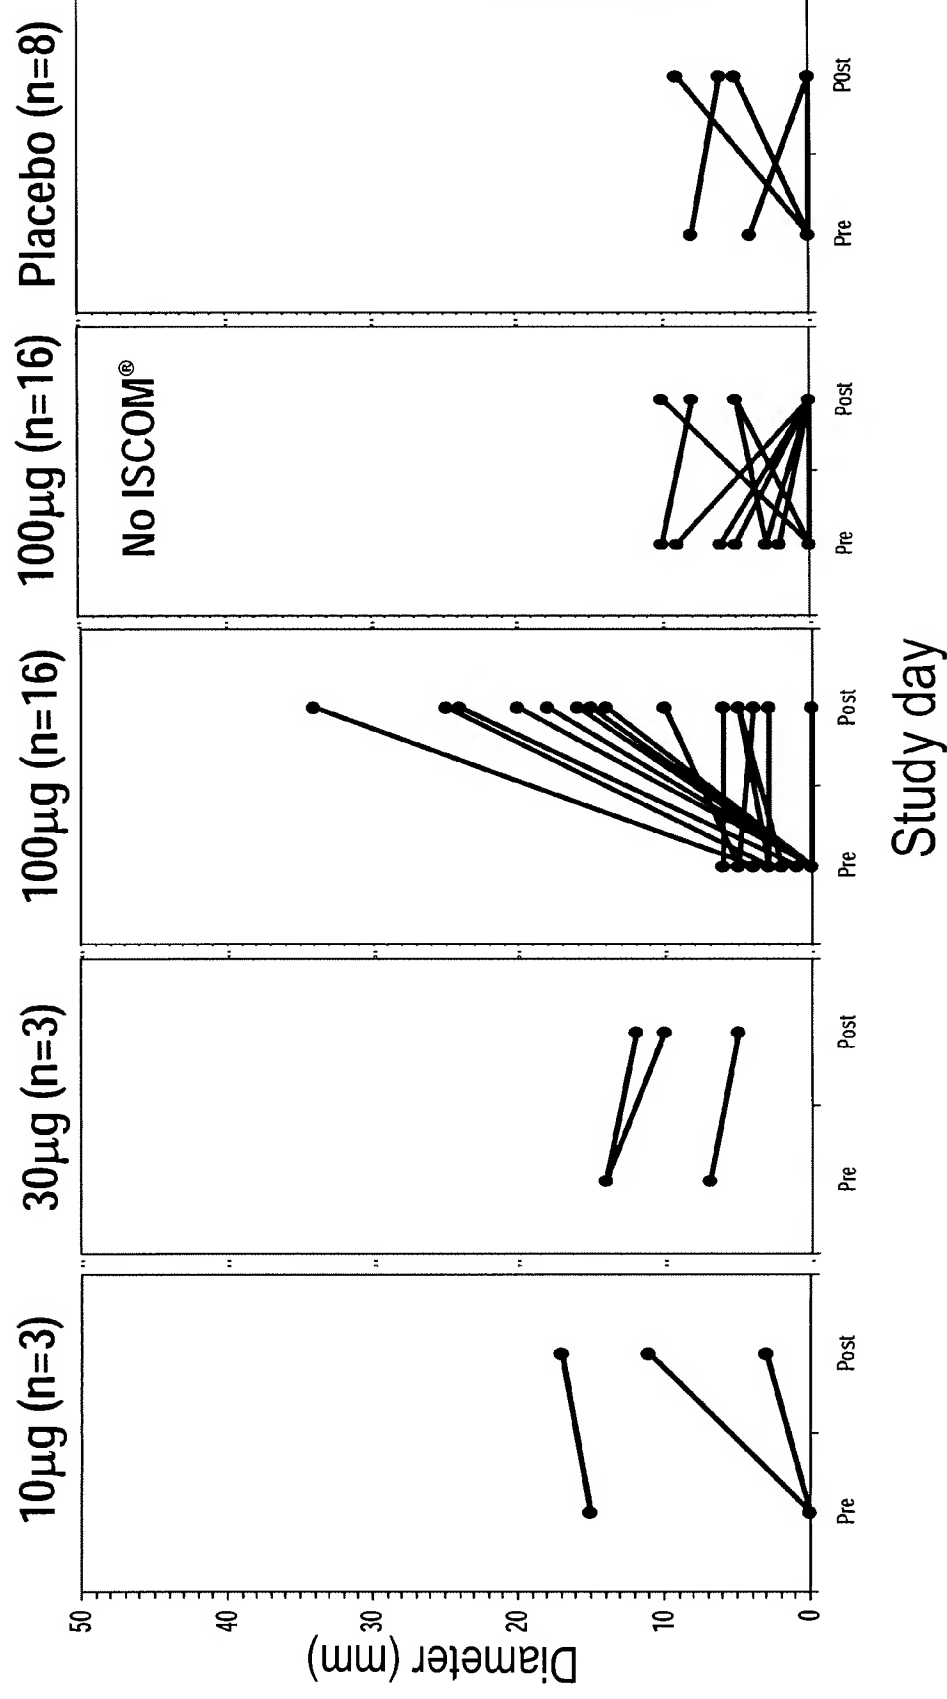 10µg (n=3)
30µg (n=3)
100µg (n=16)
100µg (n=16)
Placebo (n=8)
No ISCOM®
Diameter (mm)
50
40
30
20
10
0
Pre
Post
Pre
Post
Pre
Post
Pre
Post
Pre
Post
Study day